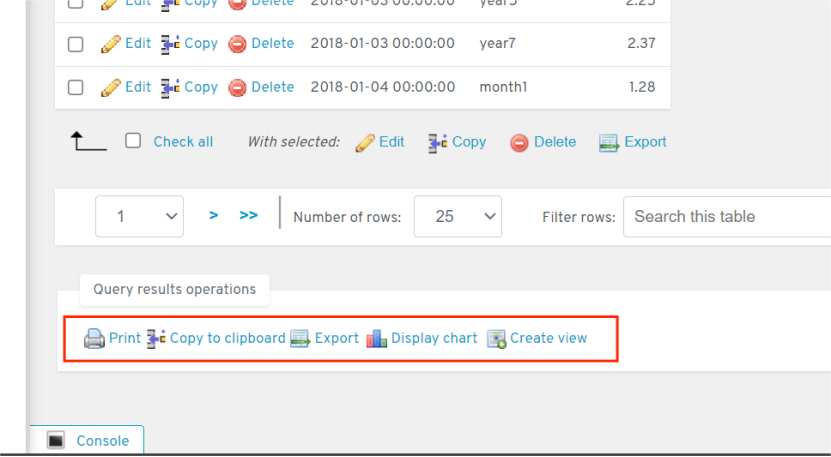 Edit Copy Delete 2018-01-03 00:00:00 year5 2.25
Edit Copy Delete 2018-01-03 00:00:00 year7 2.37
Edit Copy Delete 2018-01-04 00:00:00 month1 1.28
Check all With selected: Edit Copy Delete Export
1 > >> Number of rows: 25 Filter rows: Search this table
Query results operations
Print Copy to clipboard Export Display chart Create view
Console